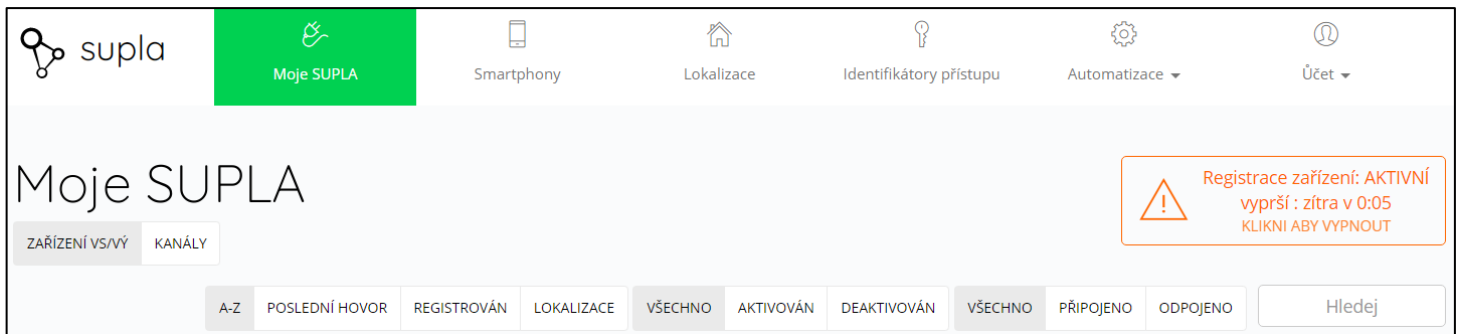 supla
Moje SUPLA
Smartphony
Lokalizace
Identifikátory přístupu
Automatizace
Účet
Moje SUPLA
Registrace zařízení: AKTIVNÍ
vyprší : zítra v 0:05
KLIKNI ABY VYPNOUT
ZAŘÍZENÍ VS/VÝ KANÁLY
A-Z POSLEDNÍ HOVOR REGISTROVÁN LOKALIZACE VŠECHNO AKTIVOVÁN DEAKTIVOVÁN VŠECHNO PŘIPOJENO ODPOJENO Hledej